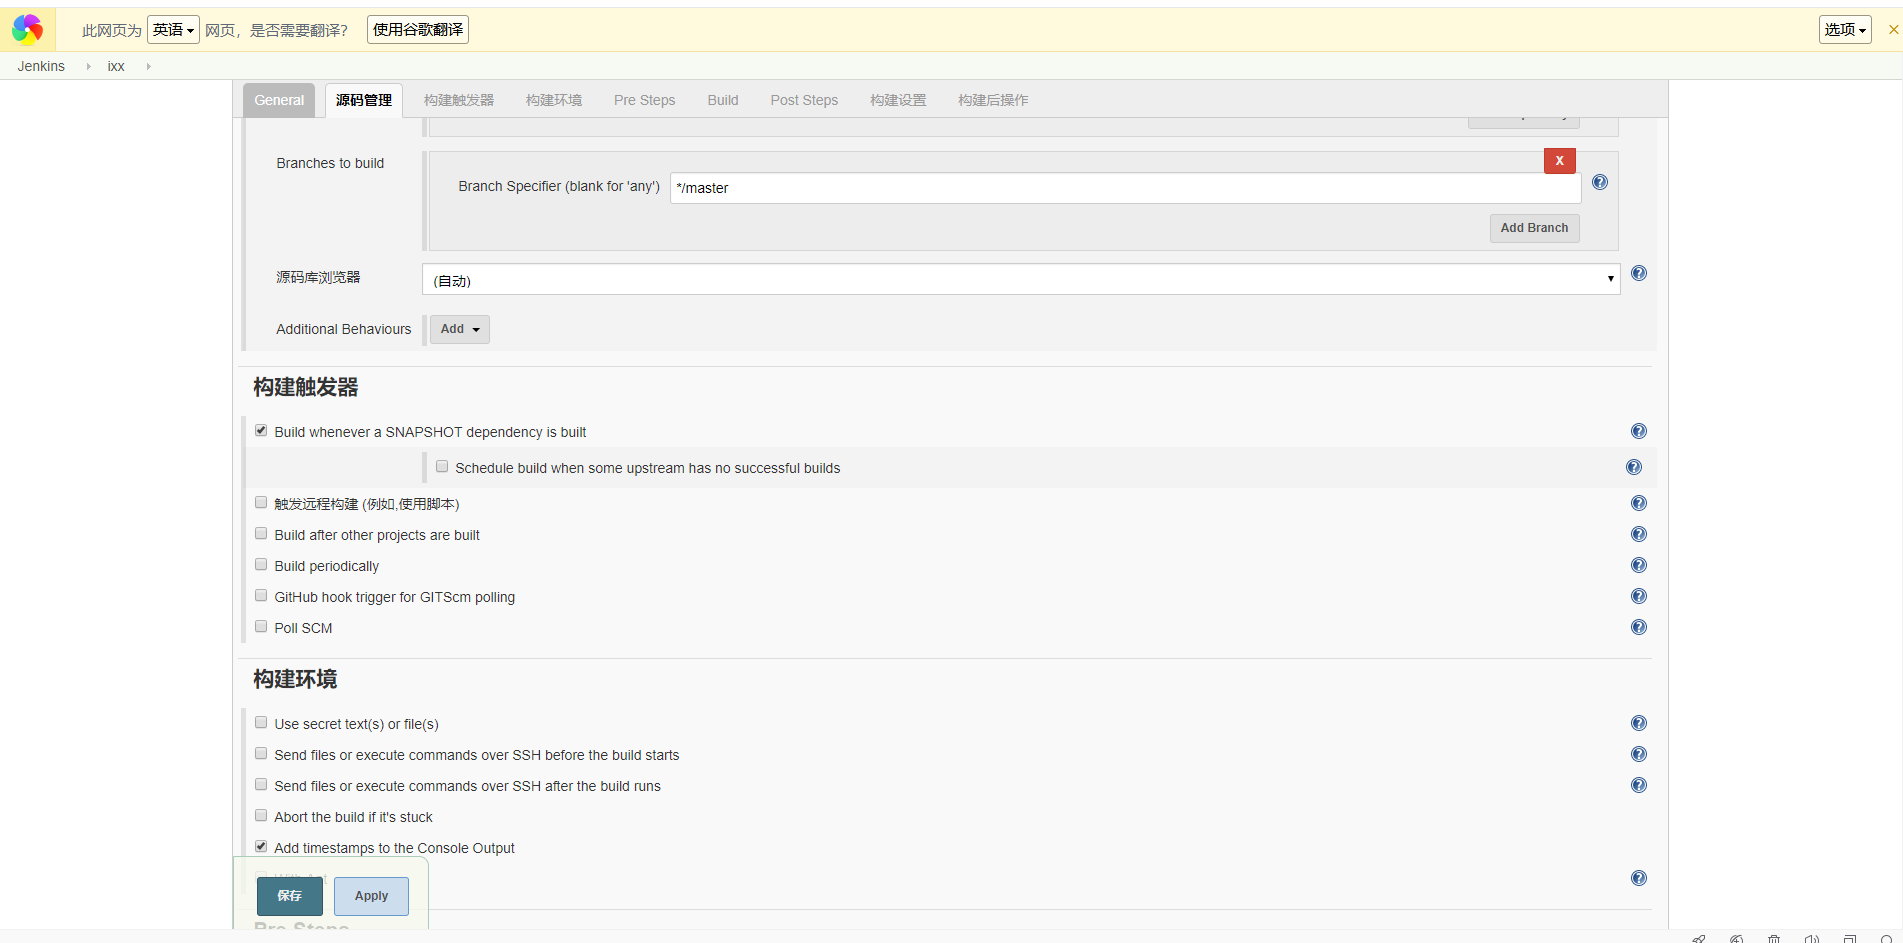 此网页为 英语 网页，是否需要翻译？ 使用谷歌翻译 选项 ×
Jenkins ixx
General 源码管理 构建触发器 构建环境 Pre Steps Build Post Steps 构建设置 构建后操作
Branches to build
X
Branch Specifier (blank for 'any') */master
Add Branch
源码库浏览器 (自动)
Additional Behaviours Add
构建触发器
Build whenever a SNAPSHOT dependency is built
Schedule build when some upstream has no successful builds
触发远程构建 (例如,使用脚本)
Build after other projects are built
Build periodically
GitHub hook trigger for GITScm polling
Poll SCM
构建环境
Use secret text(s) or file(s)
Send files or execute commands over SSH before the build starts
Send files or execute commands over SSH after the build runs
Abort the build if it's stuck
Add timestamps to the Console Output
保存 Apply
Pre Steps